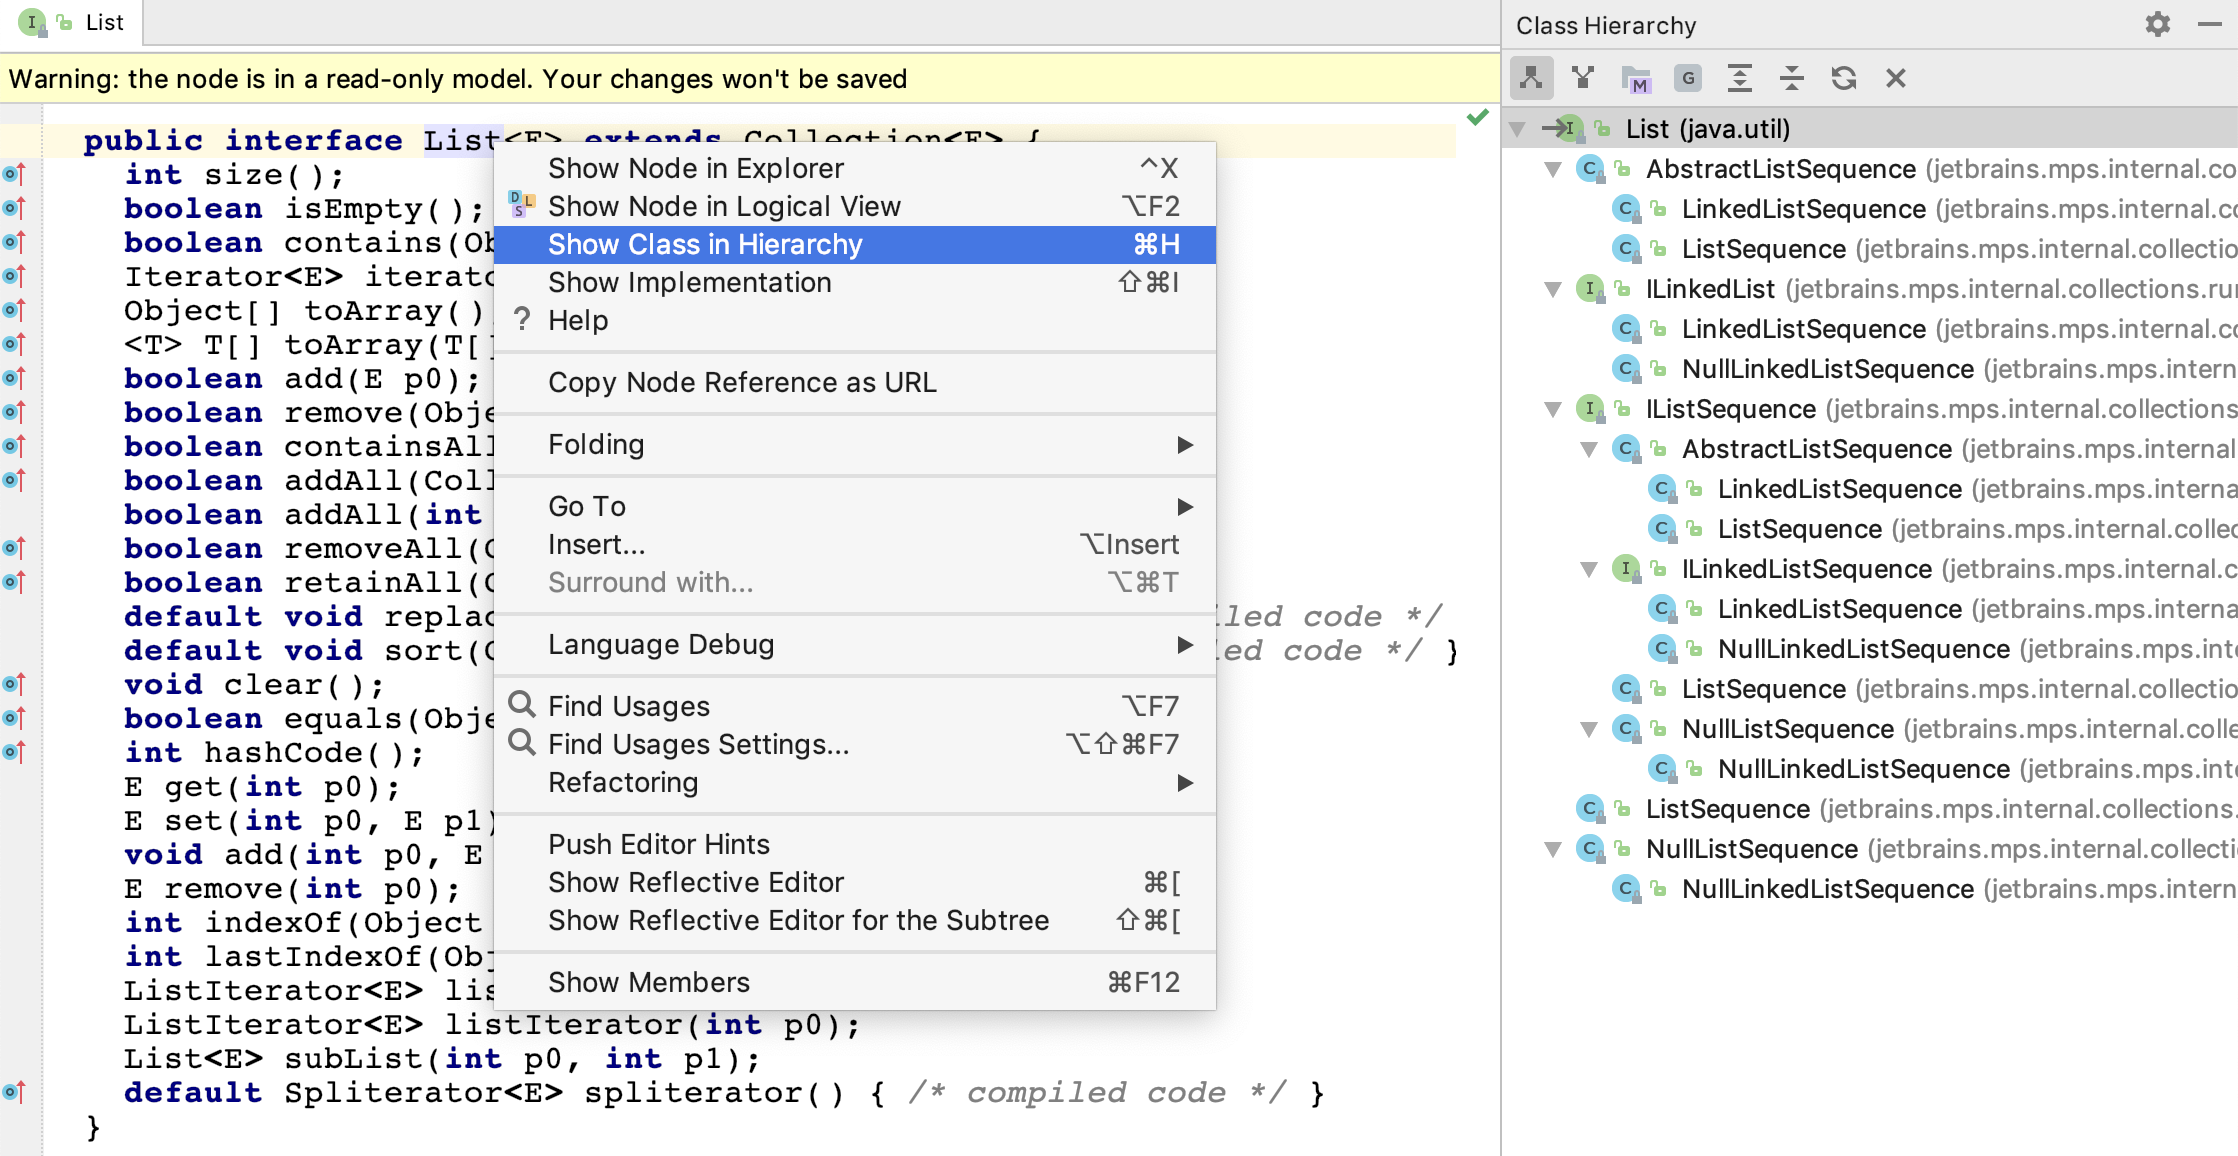 List
Warning: the node is in a read-only model. Your changes won't be saved
public interface List<E> extends Collection<E> {
int size();
boolean isEmpty();
boolean contains(Ob
Iterator<E> iterato
Object[] toArray()
<T> T[] toArray(T[
boolean add(E p0);
boolean remove(Obje
boolean containsAll
boolean addAll(Coll
boolean addAll(int
boolean removeAll(C
boolean retainAll(C
default void replac
led code */
default void sort(C
ed code */ }
void clear();
boolean equals(Obje
int hashCode();
E get(int p0);
E set(int p0, E p1)
void add(int p0, E
E remove(int p0);
int indexOf(Object
int lastIndexOf(Obj
ListIterator<E> lis
ListIterator<E> listIterator(int p0);
List<E> subList(int p0, int p1);
default Spliterator<E> spliterator() { /* compiled code */ }
}
Show Node in Explorer ^X
Show Node in Logical View ⌥F2
Show Class in Hierarchy ⌘H
Show Implementation ⇧⌘I
? Help
Copy Node Reference as URL
Folding
Go To
Insert... ⌥Insert
Surround with... ⌥⌘T
Language Debug
Find Usages ⌥F7
Find Usages Settings... ⌥⇧⌘F7
Refactoring
Push Editor Hints
Show Reflective Editor ⌘[
Show Reflective Editor for the Subtree ⇧⌘[
Show Members ⌘F12
Class Hierarchy
List (java.util)
AbstractListSequence (jetbrains.mps.internal.co
LinkedListSequence (jetbrains.mps.internal.c
ListSequence (jetbrains.mps.internal.collectio
ILinkedList (jetbrains.mps.internal.collections.ru
LinkedListSequence (jetbrains.mps.internal.c
NullLinkedListSequence (jetbrains.mps.intern
IListSequence (jetbrains.mps.internal.collections
AbstractListSequence (jetbrains.mps.internal
LinkedListSequence (jetbrains.mps.interna
ListSequence (jetbrains.mps.internal.collec
ILinkedListSequence (jetbrains.mps.internal.c
LinkedListSequence (jetbrains.mps.interna
NullLinkedListSequence (jetbrains.mps.int
ListSequence (jetbrains.mps.internal.collectio
NullListSequence (jetbrains.mps.internal.colle
NullLinkedListSequence (jetbrains.mps.int
ListSequence (jetbrains.mps.internal.collections.
NullListSequence (jetbrains.mps.internal.collecti
NullLinkedListSequence (jetbrains.mps.intern